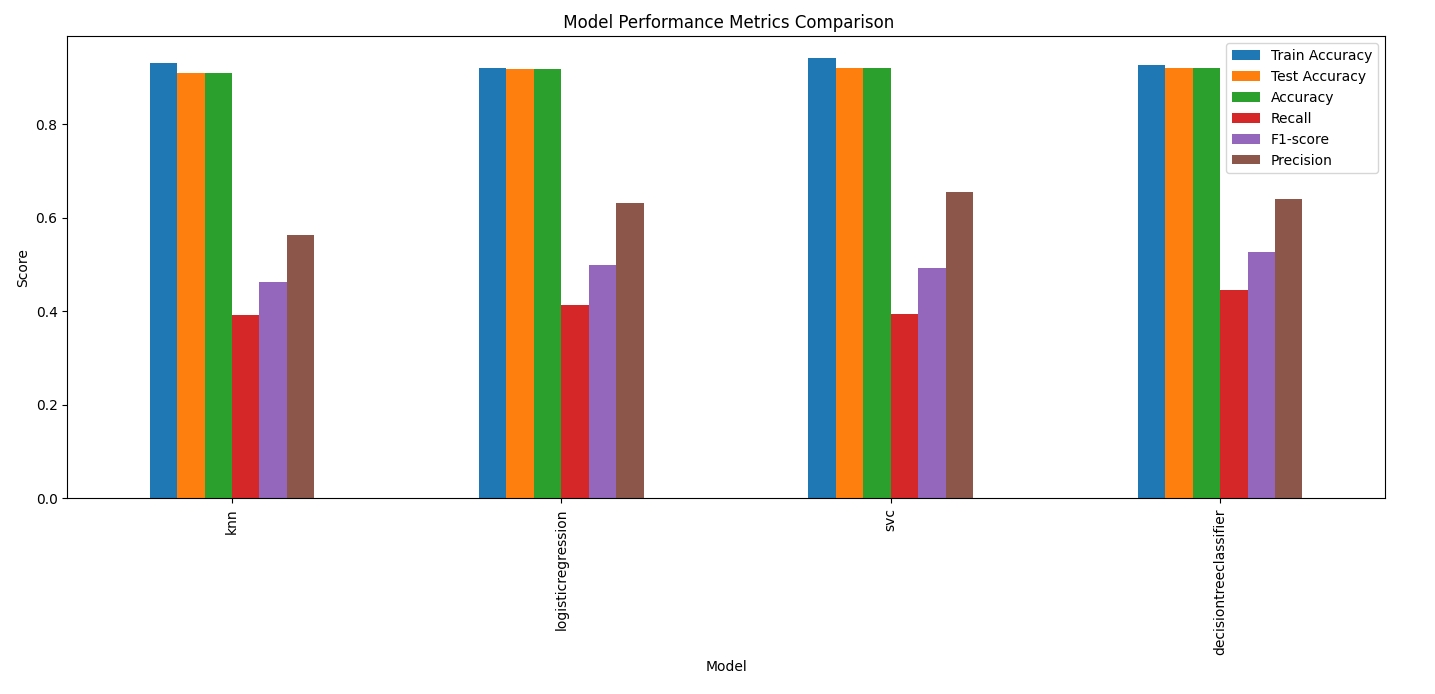 Model Performance Metrics Comparison
Train Accuracy
Test Accuracy
Accuracy
Recall
F1-score
Precision
Score
0.8
0.6
0.4
0.2
0.0
knn
logisticregression
svc
decisiontreeclassifier
Model